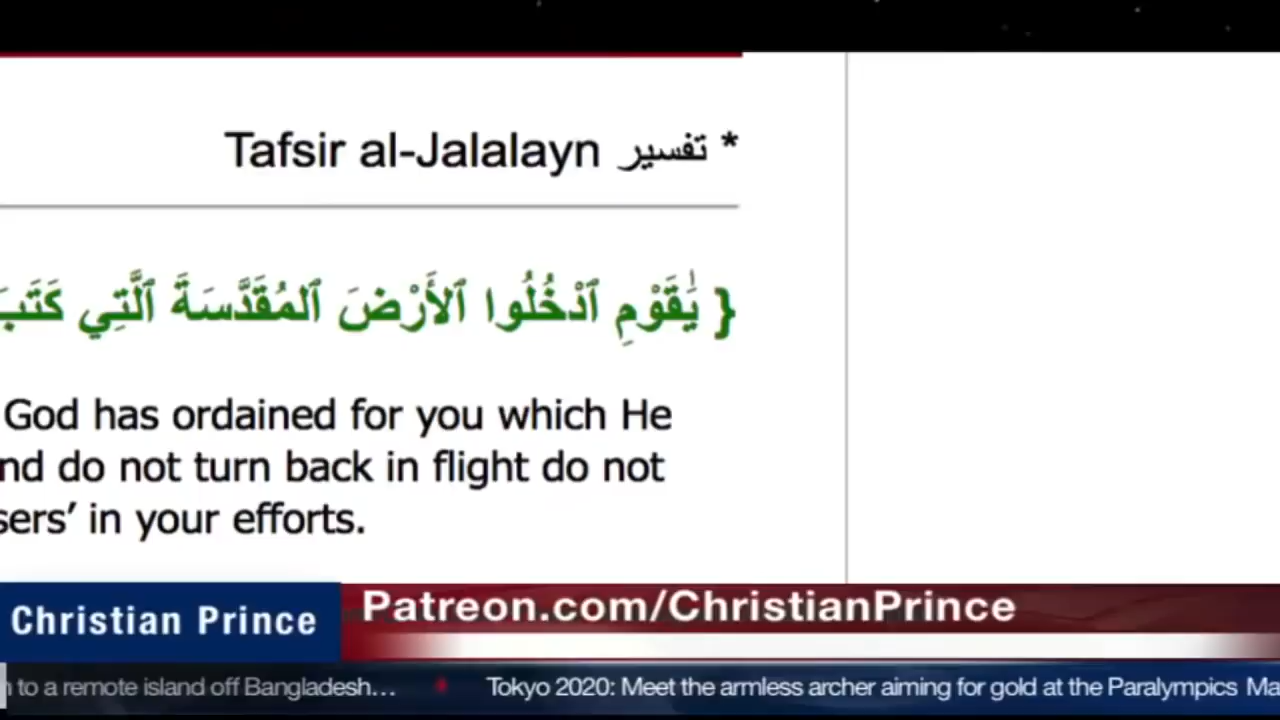 Tafsir al-Jalalayn تفسير *
{ يَٰقَوْمِ ٱدْخُلُوا ٱلأَرْضَ ٱلمُقَدَّسَةَ ٱلَّتِي كَتَبَ
God has ordained for you which He
nd do not turn back in flight do not
sers’ in your efforts.
Christian Prince
Patreon.com/ChristianPrince
n to a remote island off Bangladesh... Tokyo 2020: Meet the armless archer aiming for gold at the Paralympics Ma